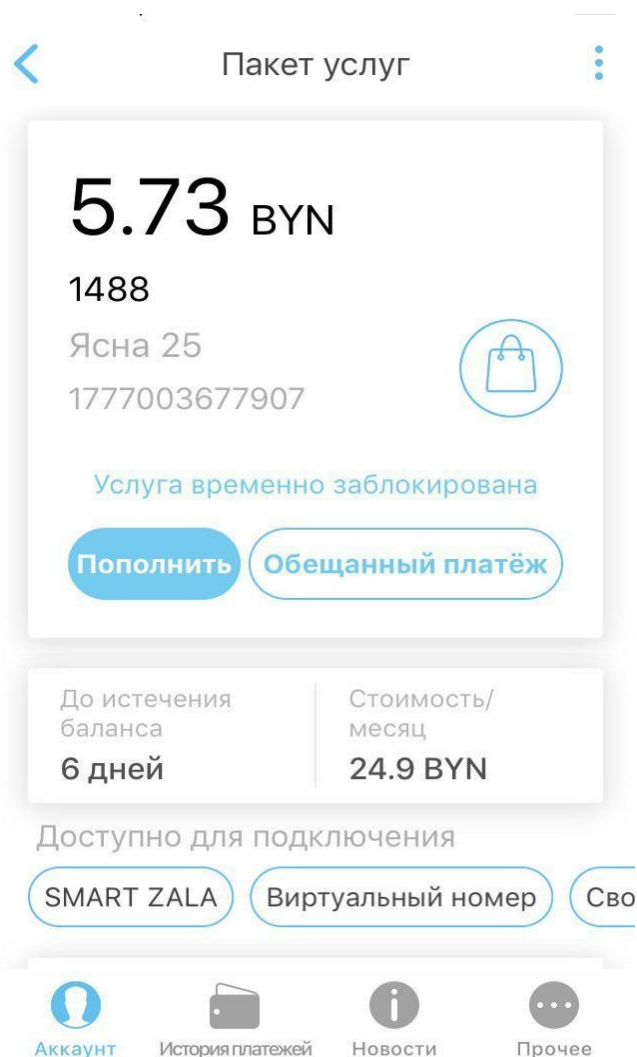 Пакет услуг
5.73 BYN
1488
Ясна 25
1777003677907
Услуга временно заблокирована
Пополнить
Обещанный платёж
До истечения
баланса
6 дней
Стоимость/
месяц
24.9 BYN
Доступно для подключения
SMART ZALA
Виртуальный номер
Сво
Аккаунт
История платежей
Новости
Прочее